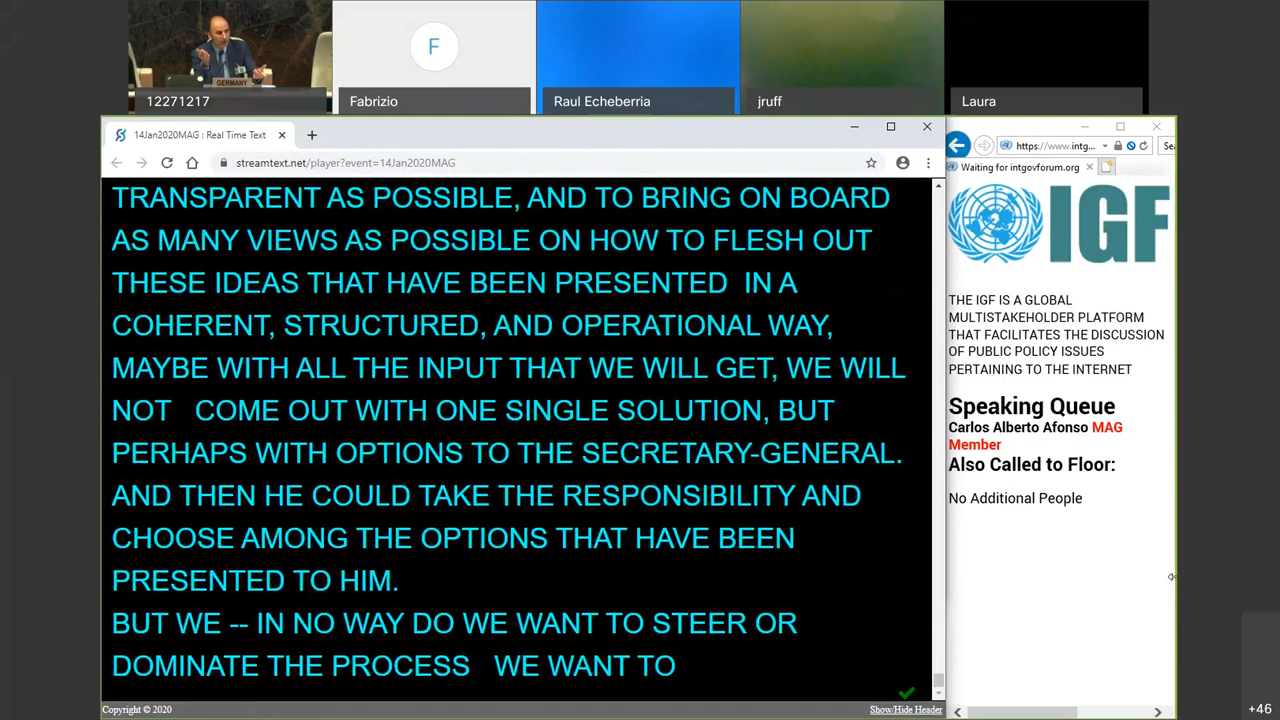 GERMANY
F
12271217
Fabrizio
Raul Echeberria
jruff
Laura
14Jan2020MAG : Real Time Text
streamtext.net/player?event=14Jan2020MAG
TRANSPARENT AS POSSIBLE, AND TO BRING ON BOARD
AS MANY VIEWS AS POSSIBLE ON HOW TO FLESH OUT
THESE IDEAS THAT HAVE BEEN PRESENTED  IN A
COHERENT, STRUCTURED, AND OPERATIONAL WAY,
MAYBE WITH ALL THE INPUT THAT WE WILL GET, WE WILL
NOT   COME OUT WITH ONE SINGLE SOLUTION, BUT
PERHAPS WITH OPTIONS TO THE SECRETARY-GENERAL.
AND THEN HE COULD TAKE THE RESPONSIBILITY AND
CHOOSE AMONG THE OPTIONS THAT HAVE BEEN
PRESENTED TO HIM.
BUT WE -- IN NO WAY DO WE WANT TO STEER OR
DOMINATE THE PROCESS   WE WANT TO
Copyright © 2020
Show/Hide Header
https://www.intg...
Sea
Waiting for intgovforum.org
IGF
THE IGF IS A GLOBAL
MULTISTAKEHOLDER PLATFORM
THAT FACILITATES THE DISCUSSION
OF PUBLIC POLICY ISSUES
PERTAINING TO THE INTERNET
Speaking Queue
Carlos Alberto Afonso MAG
Member
Also Called to Floor:
No Additional People
+46